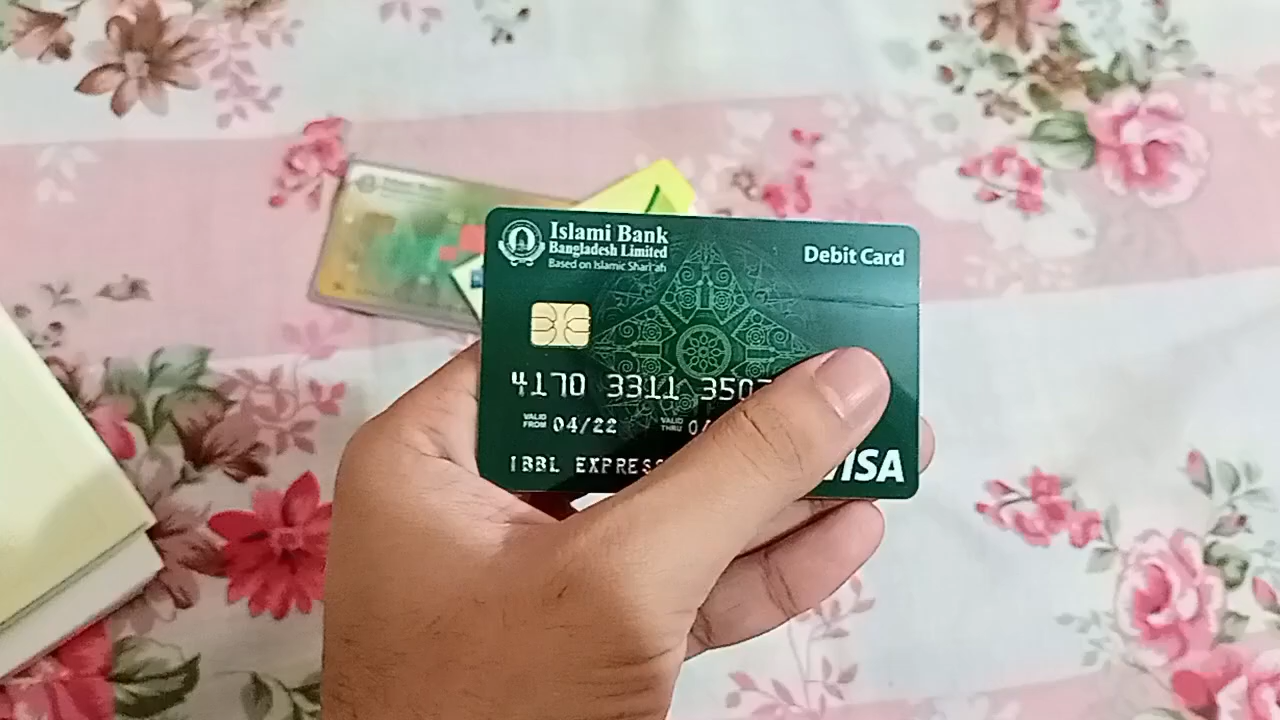 Islami Bank
Bangladesh Limited
Based on Islamic Shari'ah
Debit Card
4170 3311
VALID FROM 04/22 VALID THRU
IBBL
VISA